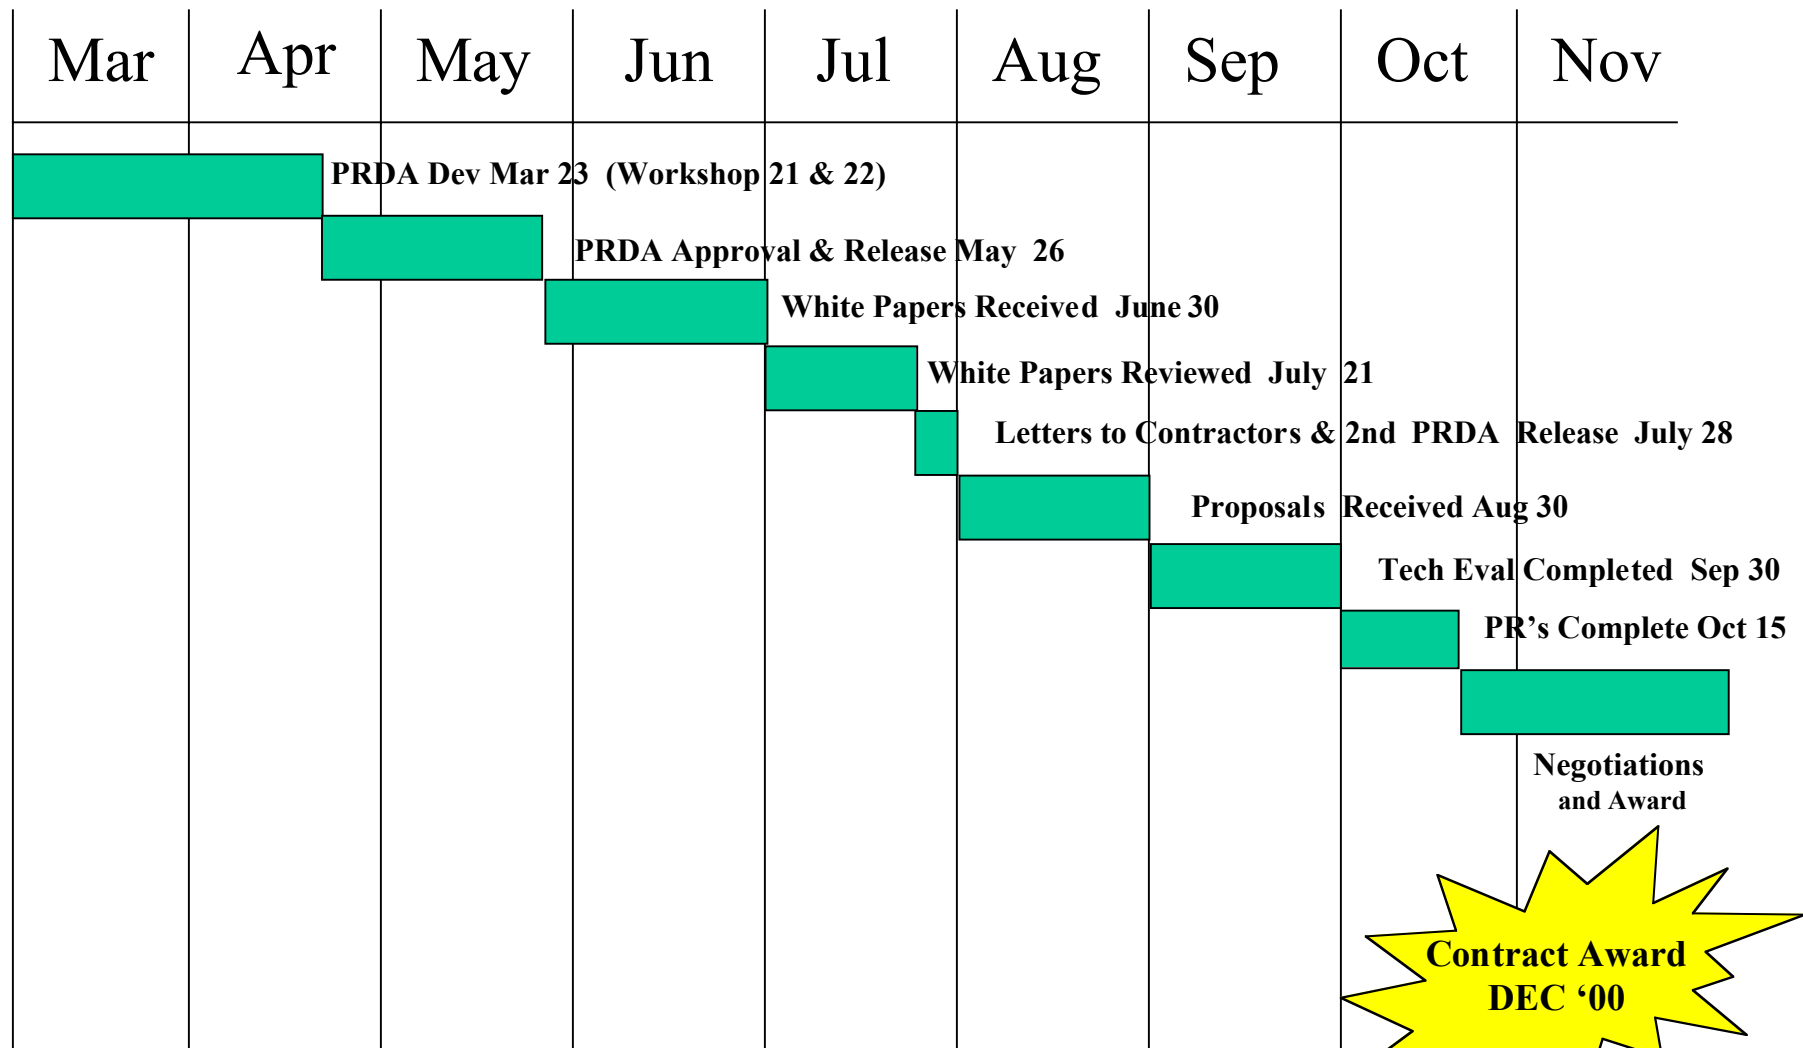 Mar Apr May Jun Jul Aug Sep Oct Nov
PRDA Dev Mar 23 (Workshop 21 & 22)
PRDA Approval & Release May 26
White Papers Received June 30
White Papers Reviewed July 21
Letters to Contractors & 2nd PRDA Release July 28
Proposals Received Aug 30
Tech Eval Completed Sep 30
PR’s Complete Oct 15
Negotiations
and Award
Contract Award
DEC ‘00